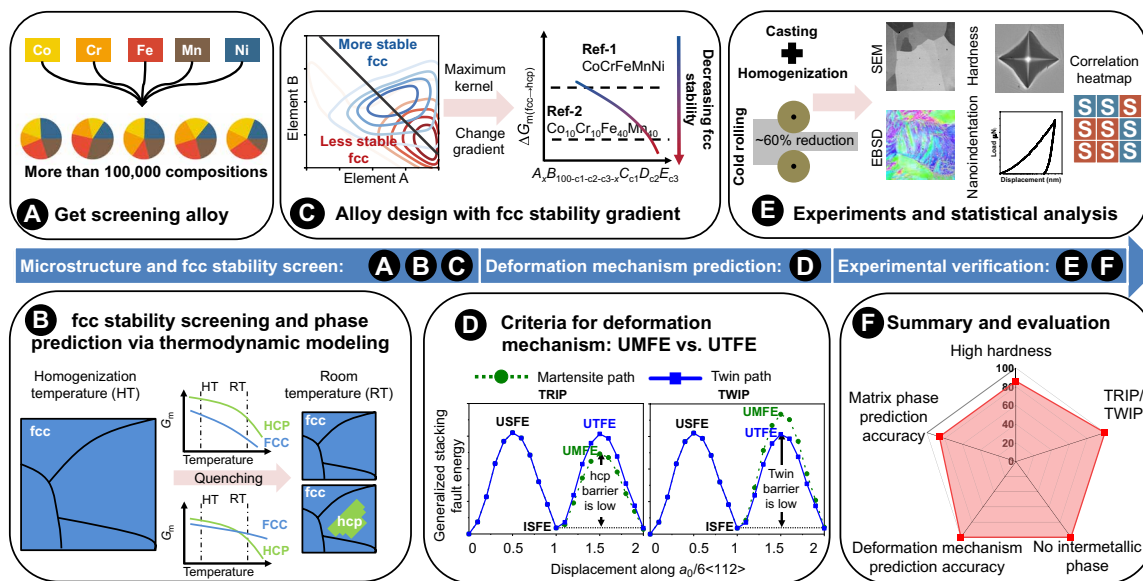 Co
Cr
Fe
Mn
Ni
More than 100,000 compositions
A Get screening alloy
Element B
More stable
fcc
Less stable
fcc
Element A
Maximum
kernel
Change
gradient
ΔGm(fcc→hcp)
Ref-1
CoCrFeMnNi
Ref-2
Co10Cr10Fe40Mn40
AxB100-c1-c2-c3-xCc1Dc2Ec3
Decreasing fcc
stability
C Alloy design with fcc stability gradient
Casting
Homogenization
Cold rolling
~60% reduction
SEM
Hardness
EBSD
Nanoindentation
Load μN
Displacement (nm)
Correlation
heatmap
S S S
S S S
S S S
E Experiments and statistical analysis
Microstructure and fcc stability screen: A B C
Deformation mechanism prediction: D
Experimental verification: E F
B fcc stability screening and phase
prediction via thermodynamic modeling
Homogenization
temperature (HT)
fcc
HT RT
Gm
HCP
FCC
Temperature
Quenching
HT RT
Gm
FCC
HCP
Temperature
Room
temperature (RT)
fcc
fcc
hcp
D Criteria for deformation
mechanism: UMFE vs. UTFE
Martensite path
Twin path
TRIP
TWIP
Generalized stacking
fault energy
USFE
UTFE
UMFE
hcp
barrier
is low
ISFE
0 0.5 1 1.5 2
USFE
UMFE
UTFE
Twin
barrier
is low
ISFE
0 0.5 1 1.5 2
Displacement along a0/6<112>
F Summary and evaluation
High hardness
100
80
60
40
20
0
TRIP/
TWIP
Matrix phase
prediction
accuracy
Deformation mechanism
prediction accuracy
No intermetallic
phase